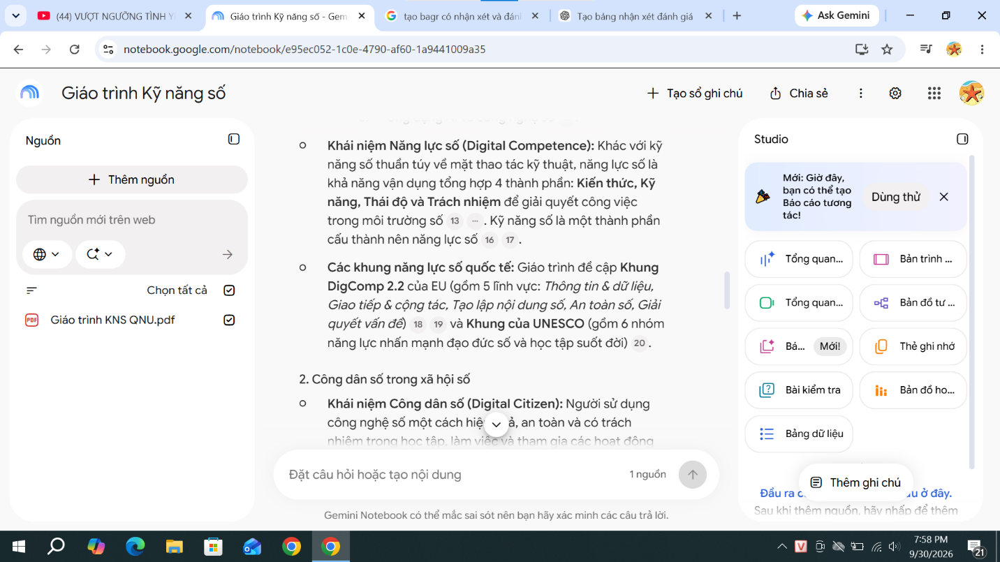 (44) VƯỢT NGƯỠNG TÌNH Y
Giáo trình Kỹ năng số - Gem
tạo bagr có nhận xét và đán
Tạo bảng nhận xét đánh giá
Ask Gemini
notebook.google.com/notebook/e95ec052-1c0e-4790-af60-1a9441009a35
Giáo trình Kỹ năng số
Tạo sổ ghi chú
Chia sẻ
Nguồn
Thêm nguồn
Tìm nguồn mới trên web
Chọn tất cả
PDF
Giáo trình KNS QNU.pdf
Khái niệm Năng lực số (Digital Competence): Khác với kỹ
năng số thuần túy về mặt thao tác kỹ thuật, năng lực số là
khả năng vận dụng tổng hợp 4 thành phần: Kiến thức, Kỹ
năng, Thái độ và Trách nhiệm để giải quyết công việc
trong môi trường số 13 ... . Kỹ năng số là một thành phần
cấu thành nên năng lực số 16 17 .
Các khung năng lực số quốc tế: Giáo trình đề cập Khung
DigComp 2.2 của EU (gồm 5 lĩnh vực: Thông tin & dữ liệu,
Giao tiếp & cộng tác, Tạo lập nội dung số, An toàn số, Giải
quyết vấn đề) 18 19 và Khung của UNESCO (gồm 6 nhóm
năng lực nhấn mạnh đạo đức số và học tập suốt đời) 20 .
2. Công dân số trong xã hội số
Khái niệm Công dân số (Digital Citizen): Người sử dụng
công nghệ số một cách hiệ ả, an toàn và có trách
nhiệm trong học tập, làm việc và tham gia các hoạt động
Đặt câu hỏi hoặc tạo nội dung
1 nguồn
Gemini Notebook có thể mắc sai sót nên bạn hãy xác minh các câu trả lời.
Studio
Mới: Giờ đây,
bạn có thể tạo
Báo cáo tương
tác!
Dùng thử
Tổng quan...
Bản trình ...
Tổng quan...
Bản đồ tư ...
Bá... Mới!
Thẻ ghi nhớ
Bài kiểm tra
Bản đồ ho...
Bảng dữ liệu
Thêm ghi chú
Đầu ra c u ở đây.
Sau khi thêm nguồn, hãy nhấp để thêm
V
7:58 PM
9/30/2026
21